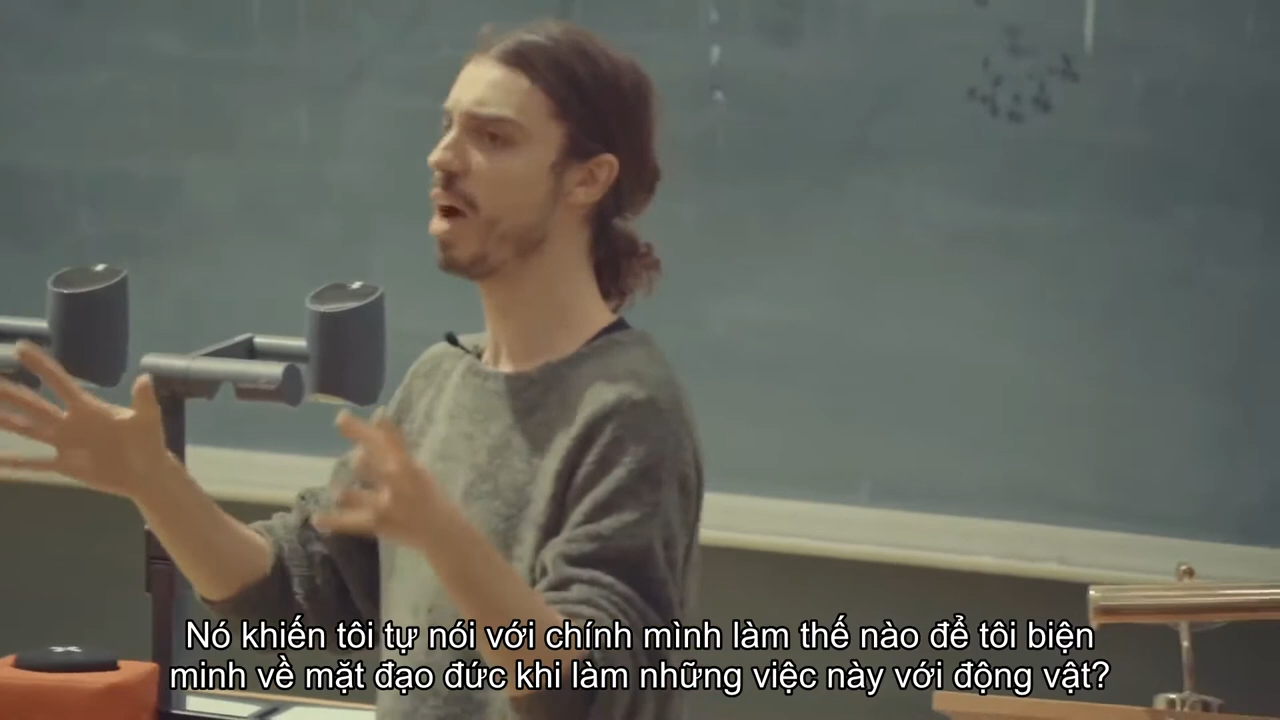 Nó khiến tôi tự nói với chính mình làm thế nào để tôi biện
minh về mặt đạo đức khi làm những việc này với động vật?